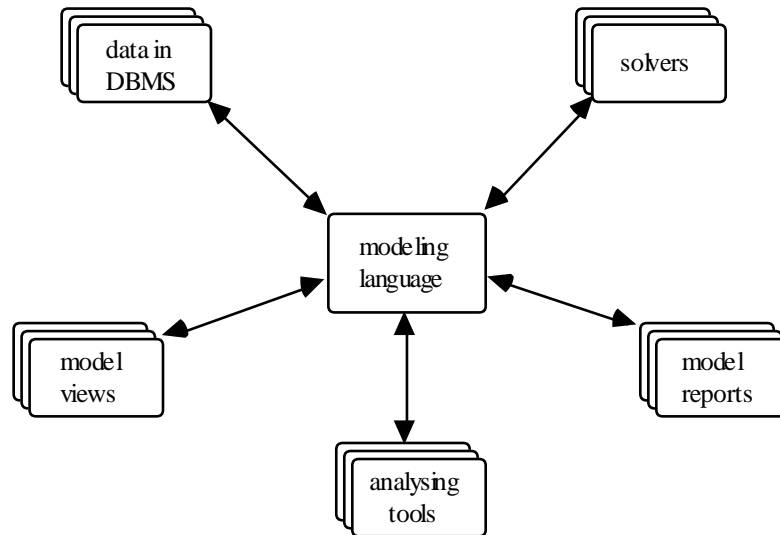 data in
DBMS
solvers
modeling
language
model
views
model
reports
analysing
tools